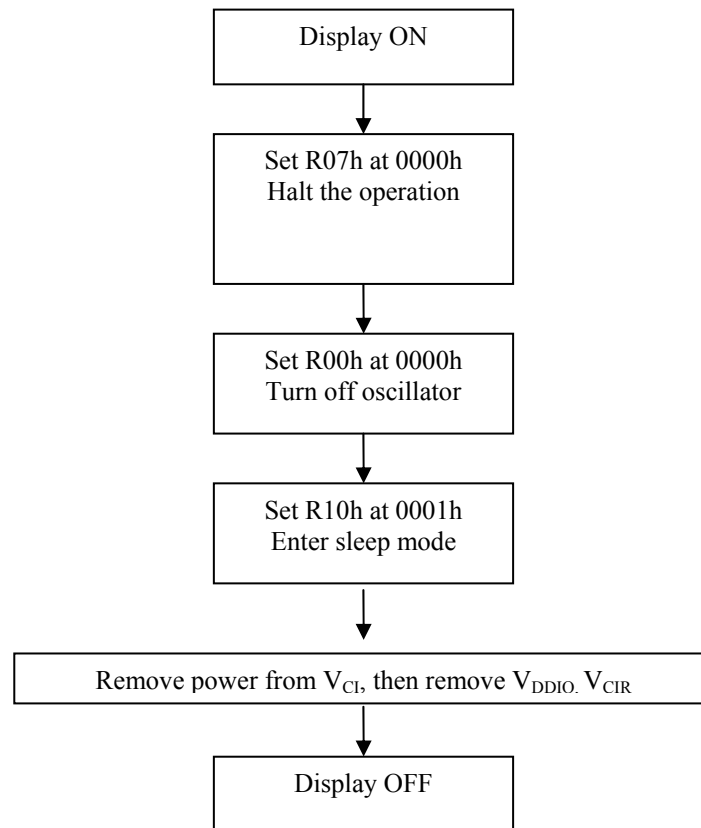 Display ON
Set R07h at 0000h
Halt the operation
Set R00h at 0000h
Turn off oscillator
Set R10h at 0001h
Enter sleep mode
Remove power from VCI, then remove VDDIO. VCIR
Display OFF